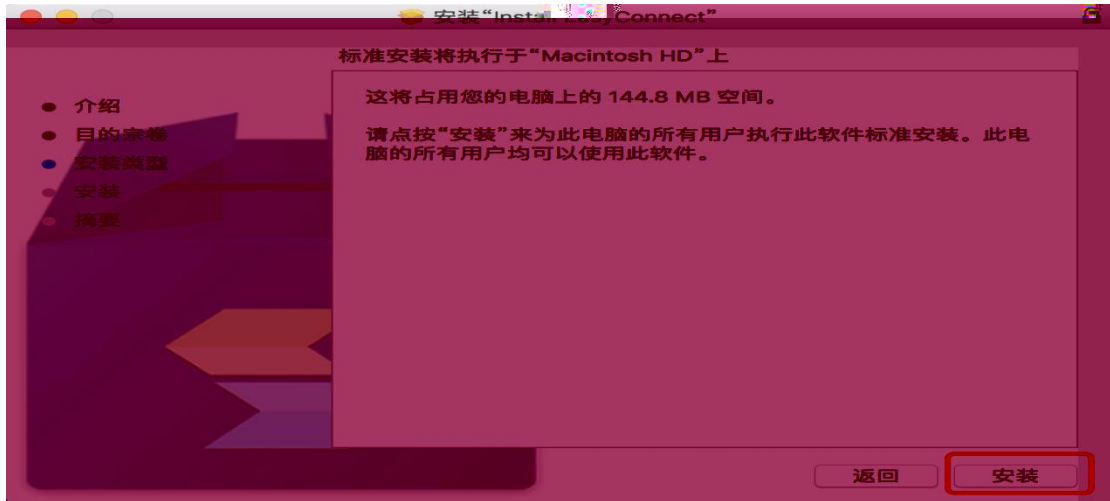 安装“Install EasyConnect”
标准安装将执行于“Macintosh HD”上
介绍
目的宗卷
安装类型
安装
摘要
这将占用您的电脑上的 144.8 MB 空间。
请点按“安装”来为此电脑的所有用户执行此软件标准安装。此电
脑的所有用户均可以使用此软件。
返回
安装